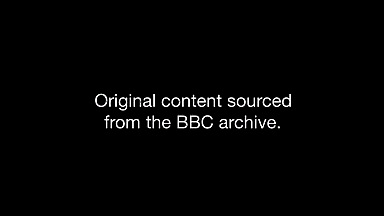 Original content sourced
from the BBC archive.